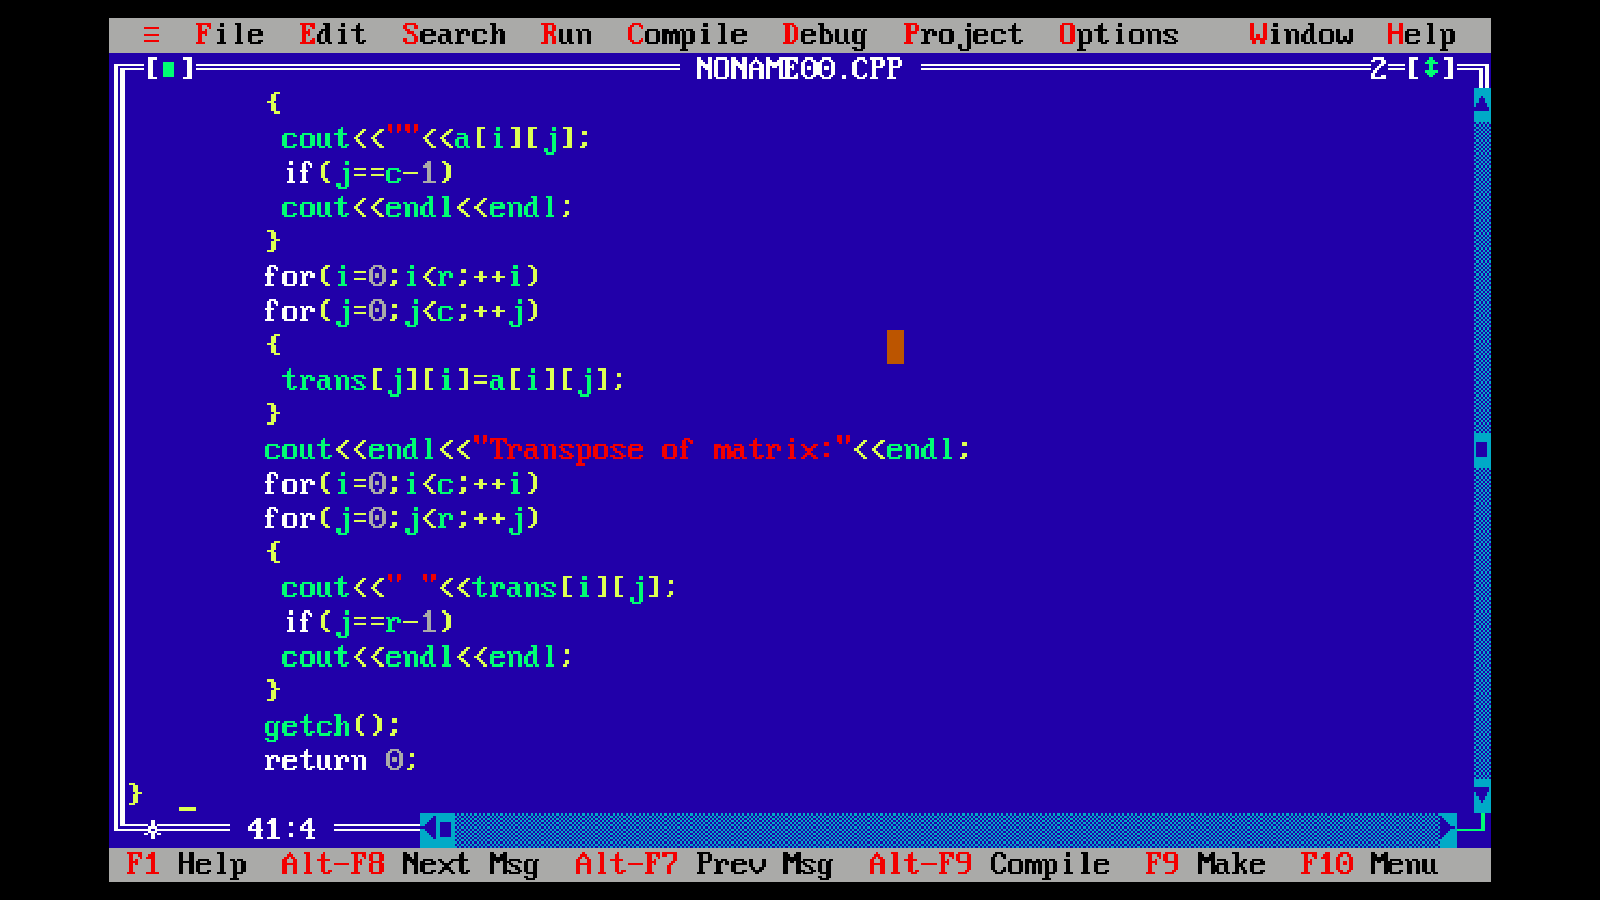 ≡ File Edit Search Run Compile Debug Project Options Window Help
[■] NONAME00.CPP 2=[↕]
{
cout<<""<<a[i][j];
if(j==c-1)
cout<<endl<<endl;
}
for(i=0;i<r;++i)
for(j=0;j<c;++j)
{
trans[j][i]=a[i][j];
}
cout<<endl<<"Transpose of matrix:"<<endl;
for(i=0;i<c;++i)
for(j=0;j<r;++j)
{
cout<<" "<<trans[i][j];
if(j==r-1)
cout<<endl<<endl;
}
getch();
return 0;
}
41:4
F1 Help Alt-F8 Next Msg Alt-F7 Prev Msg Alt-F9 Compile F9 Make F10 Menu